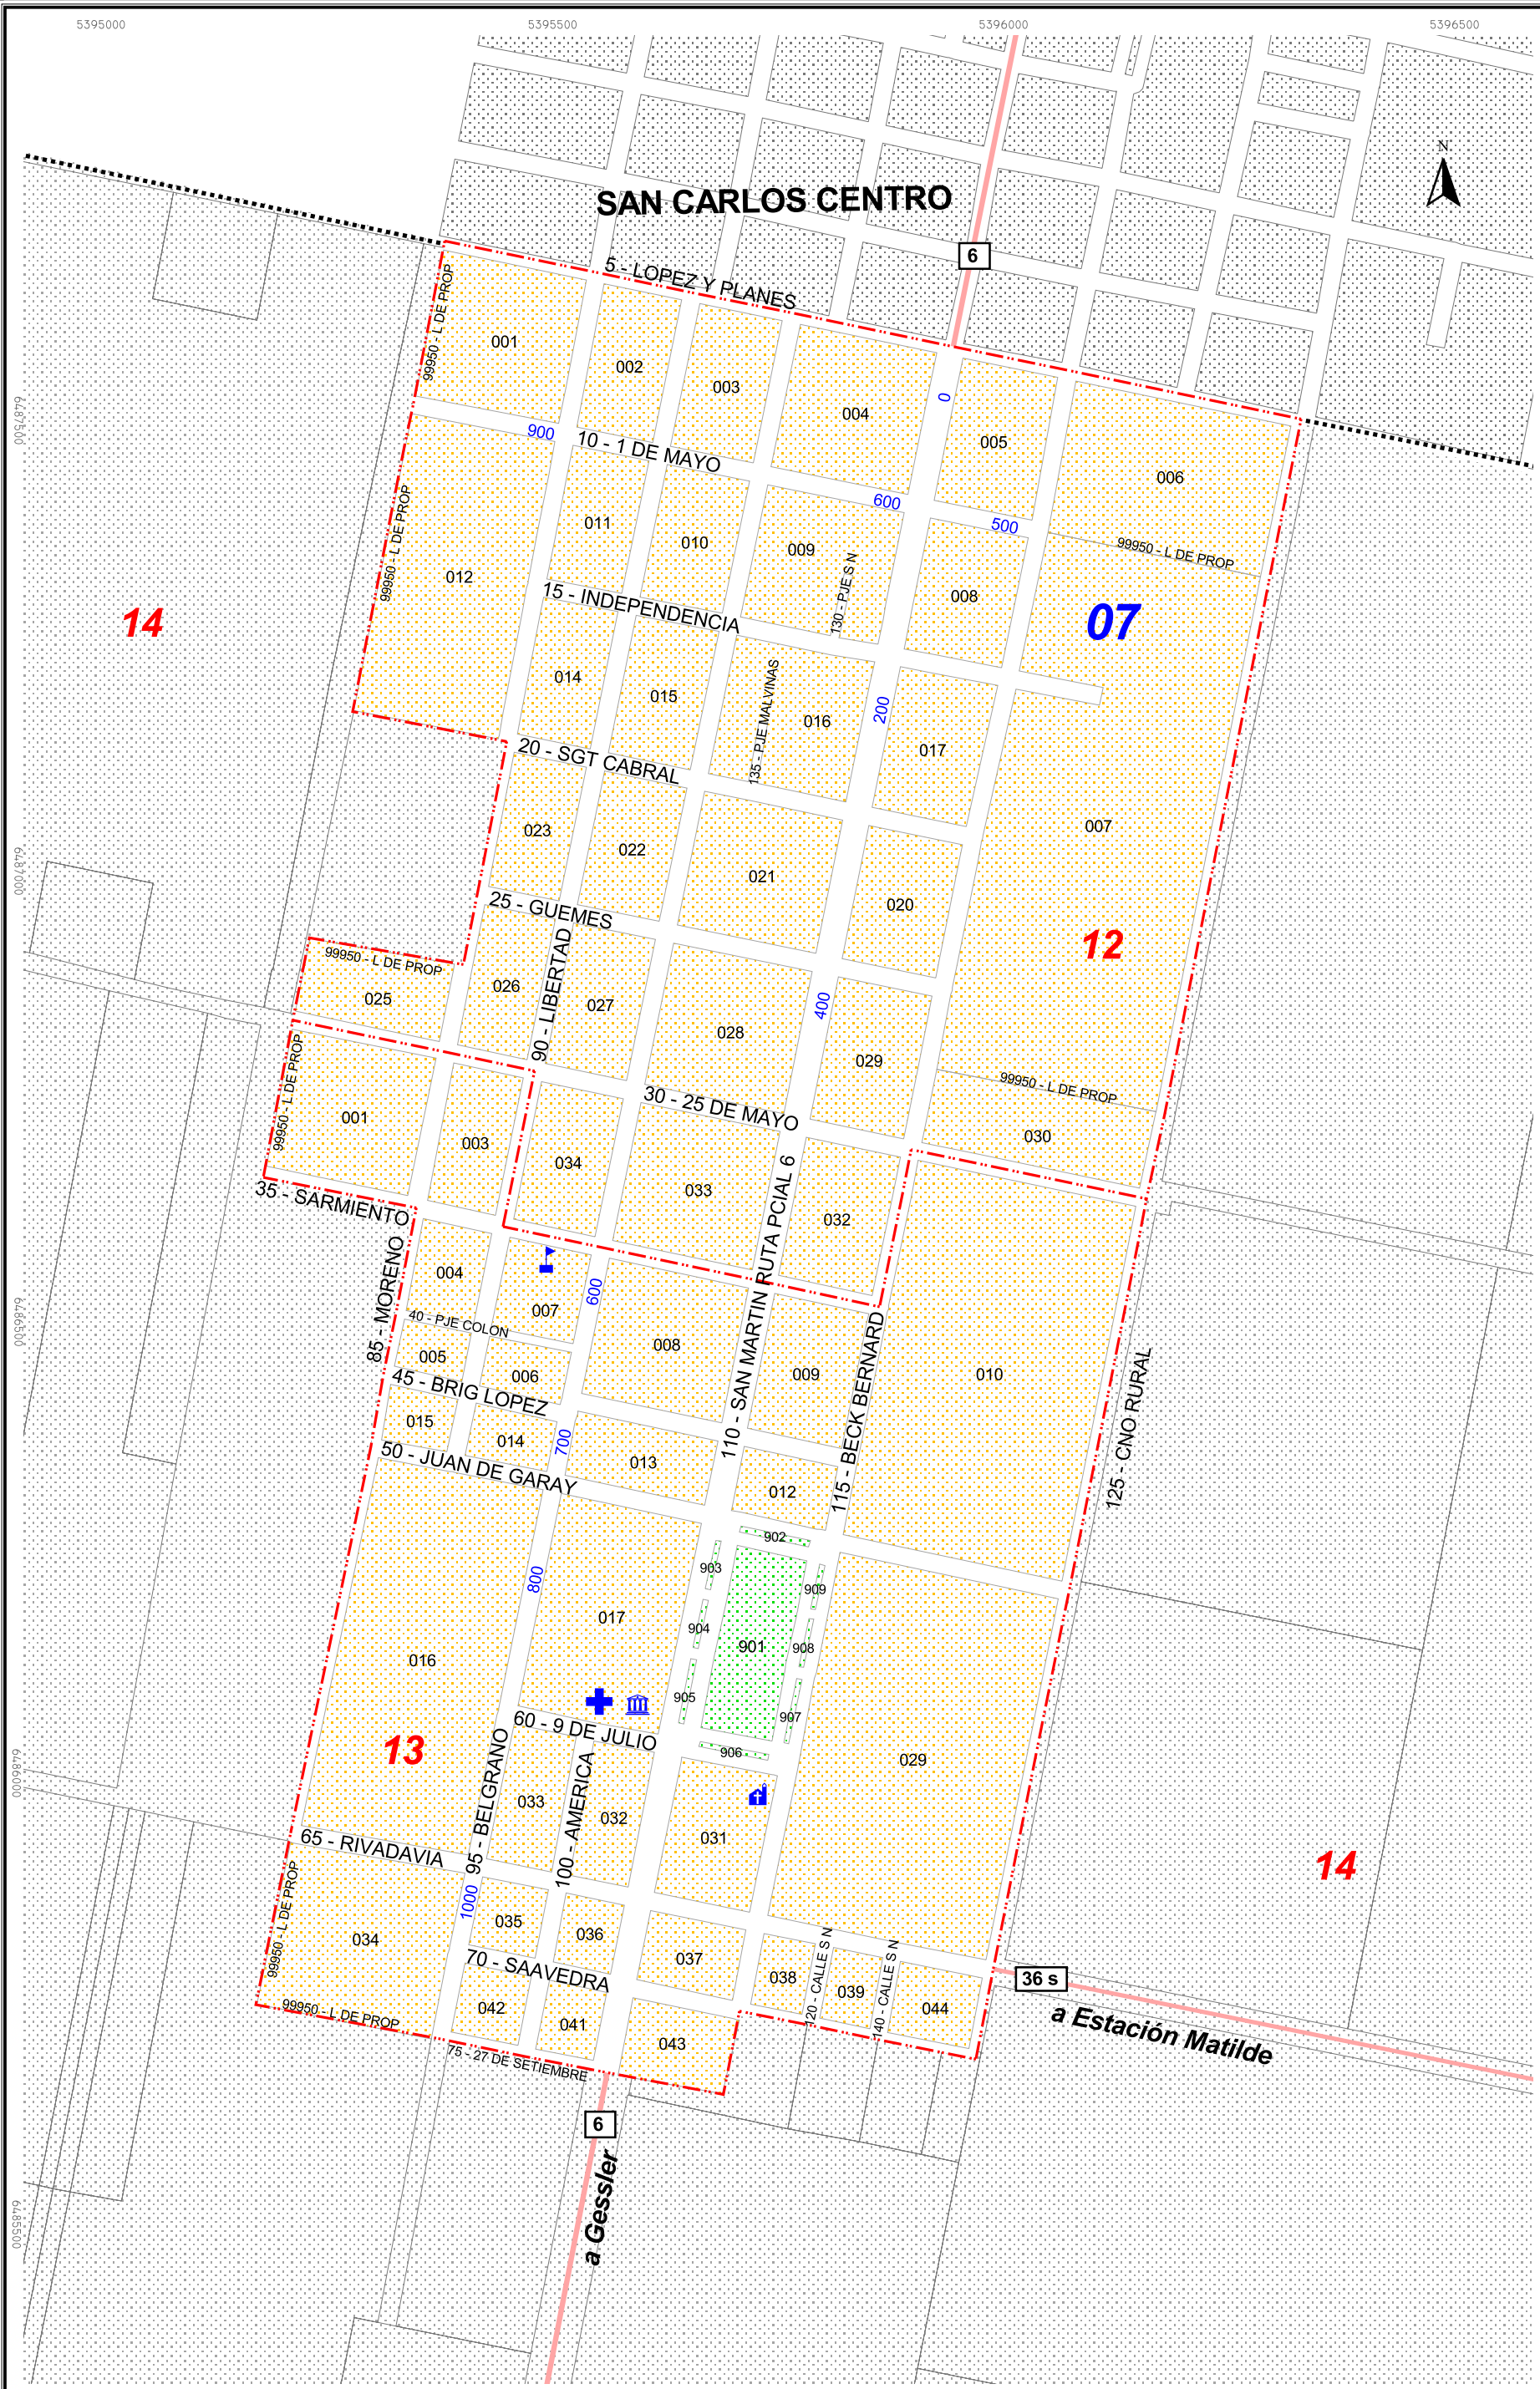 5395000
5395500
5396000
5396500
N
SAN CARLOS CENTRO
6
5 - LOPEZ Y PLANES
99950 - L DE PROP
001
002
003
004
0
005
006
6487500
900
10 - 1 DE MAYO
600
500
99950 - L DE PROP
99950 - L DE PROP
011
010
009
130 - PJE S N
008
012
14
07
15 - INDEPENDENCIA
014
015
135 - PJE MALVINAS
016
200
017
20 - SGT CABRAL
007
023
022
021
020
6487000
25 - GUEMES
12
99950 - L DE PROP
025
026
90 - LIBERTAD
027
028
400
029
99950 - L DE PROP
99950 - L DE PROP
30 - 25 DE MAYO
001
003
034
033
032
030
35 - SARMIENTO
85 - MORENO
004
007
600
6486500
40 - PJE COLON
005
006
008
110 - SAN MARTIN RUTA PCIAL 6
009
115 - BECK BERNARD
010
125 - CNO RURAL
45 - BRIG LOPEZ
015
014
700
013
012
50 - JUAN DE GARAY
902
903
909
800
017
904
901
908
016
905
907
60 - 9 DE JULIO
906
13
029
6486000
95 - BELGRANO
033
100 - AMERICA
032
031
65 - RIVADAVIA
14
99950 - L DE PROP
1000
034
035
036
037
038
120 - CALLE S N
039
140 - CALLE S N
044
36 s
a Estación Matilde
70 - SAAVEDRA
99950 - L DE PROP
042
041
043
75 - 27 DE SETIEMBRE
6
a Gessler
6485500